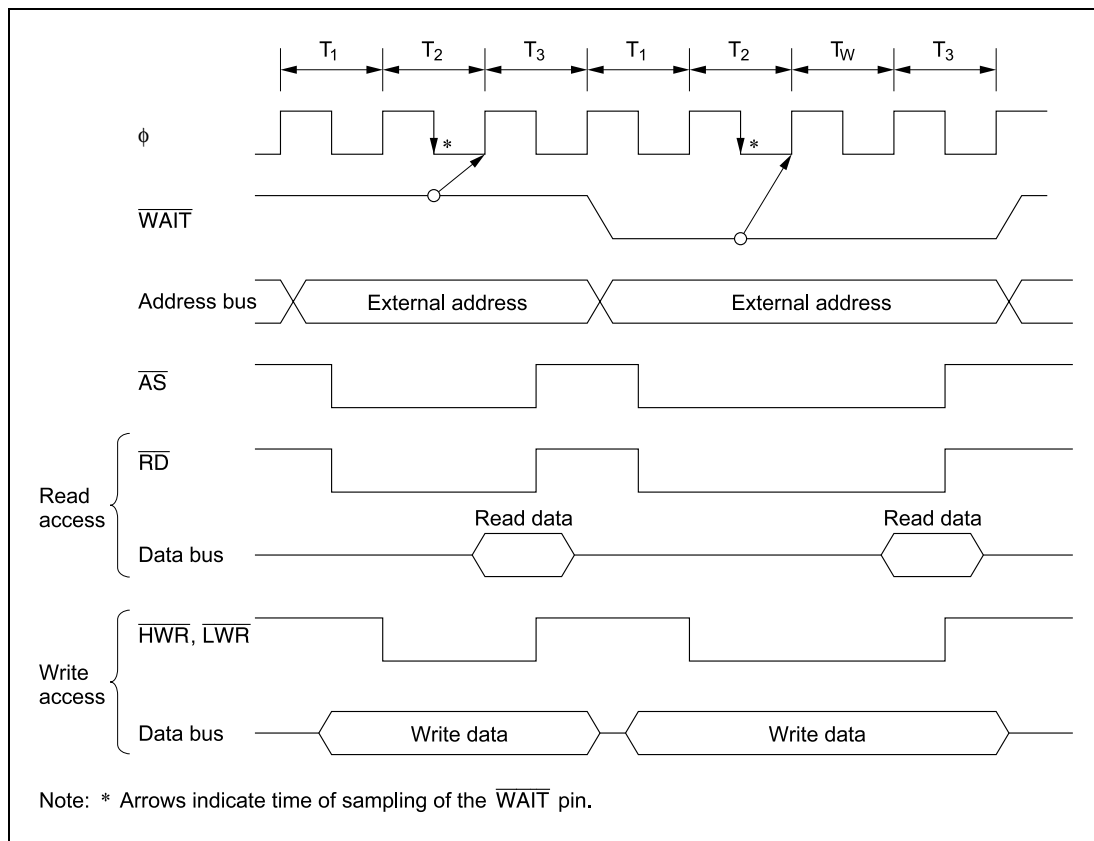 T1 T2 T3 T1 T2 TW T3
ϕ
* *
WAIT
Address bus External address External address
AS
Read access
RD
Read data Read data
Data bus
Write access
HWR, LWR
Data bus Write data Write data
Note: * Arrows indicate time of sampling of the WAIT pin.